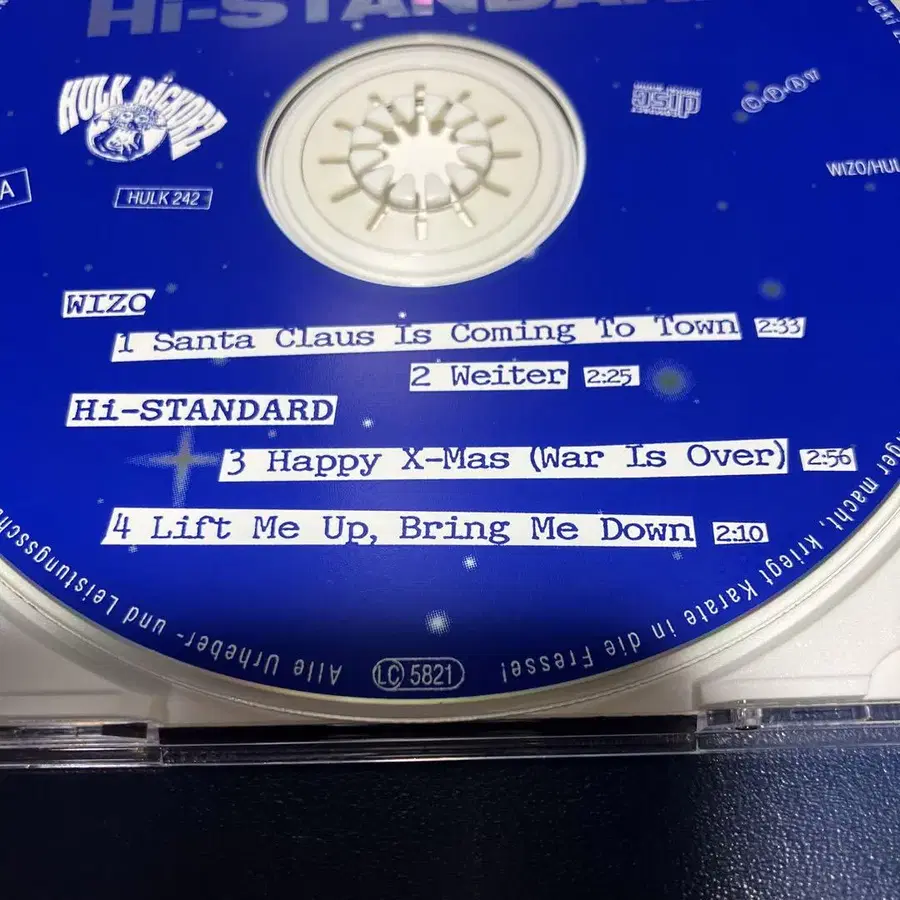 Hi-STANDARD
HULK RÄCKORZ
disc
A
HULK 242
WIZO/HUL
WIZO
1 Santa Claus Is Coming To Town 2:33
2 Weiter 2:25
Hi-STANDARD
3 Happy X-Mas (War Is Over) 2:56
4 Lift Me Up, Bring Me Down 2:10
Alle Urheber- und Leistungssch
LC 5821
macht, kriegt Karate in die Fresse!